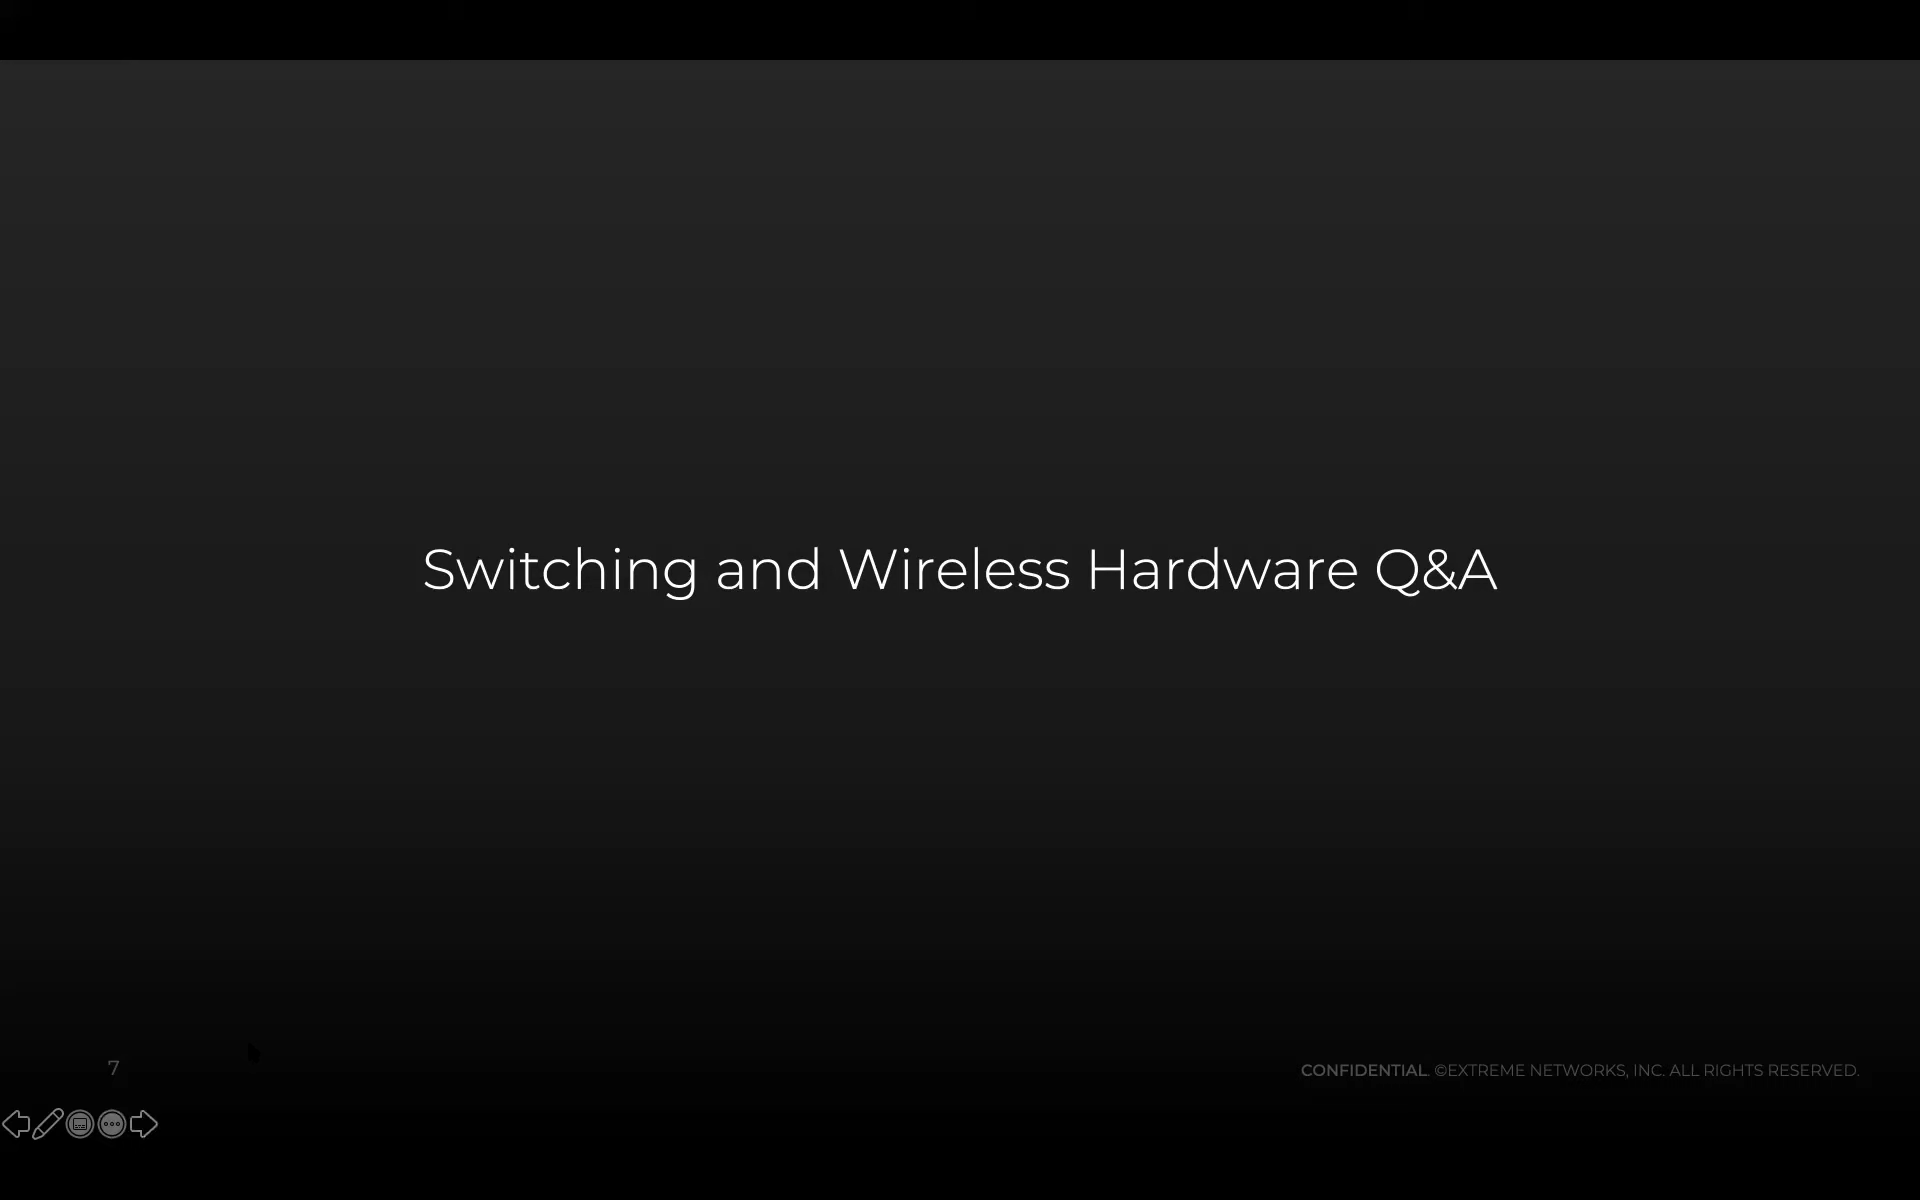 Switching and Wireless Hardware Q&A
7
CONFIDENTIAL. ©EXTREME NETWORKS, INC. ALL RIGHTS RESERVED.